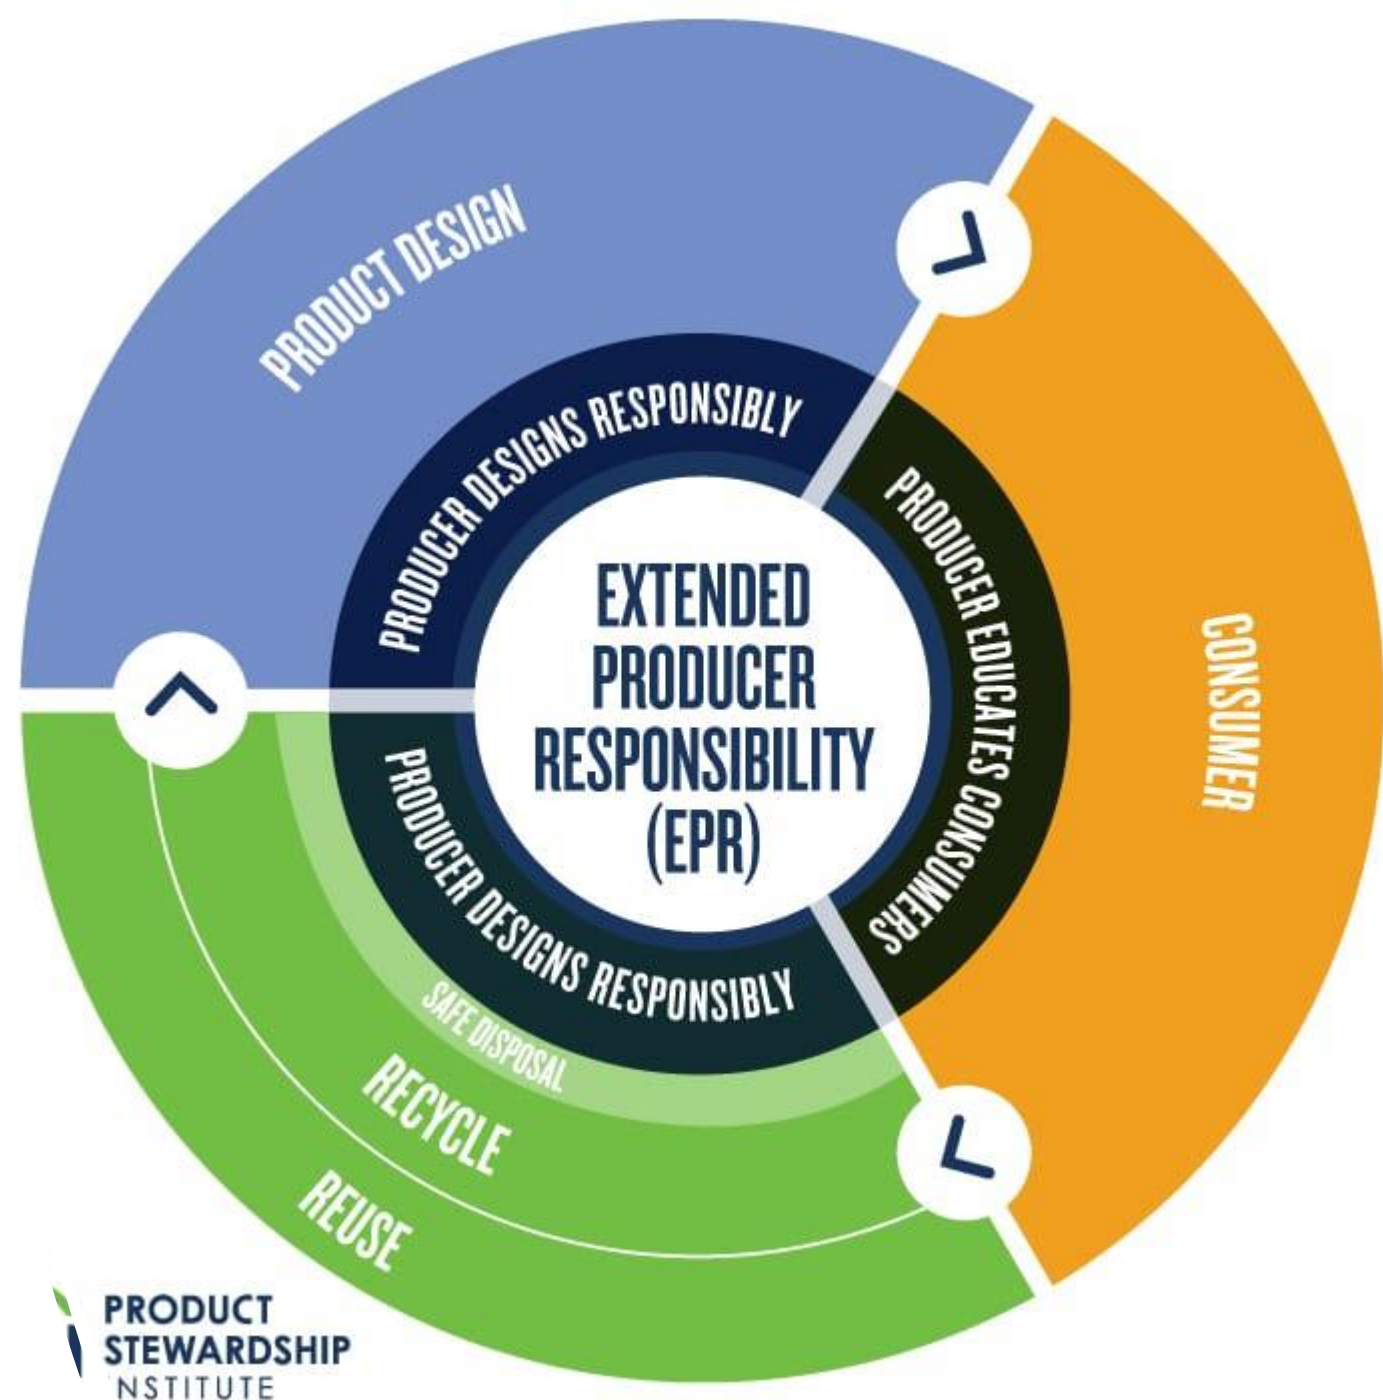 PRODUCT DESIGN
PRODUCER DESIGNS RESPONSIBLY
CONSUMER
PRODUCER EDUCATES CONSUMERS
EXTENDED
PRODUCER
RESPONSIBILITY
(EPR)
PRODUCER DESIGNS RESPONSIBLY
SAFE DISPOSAL
RECYCLE
REUSE
PRODUCT
STEWARDSHIP
INSTITUTE